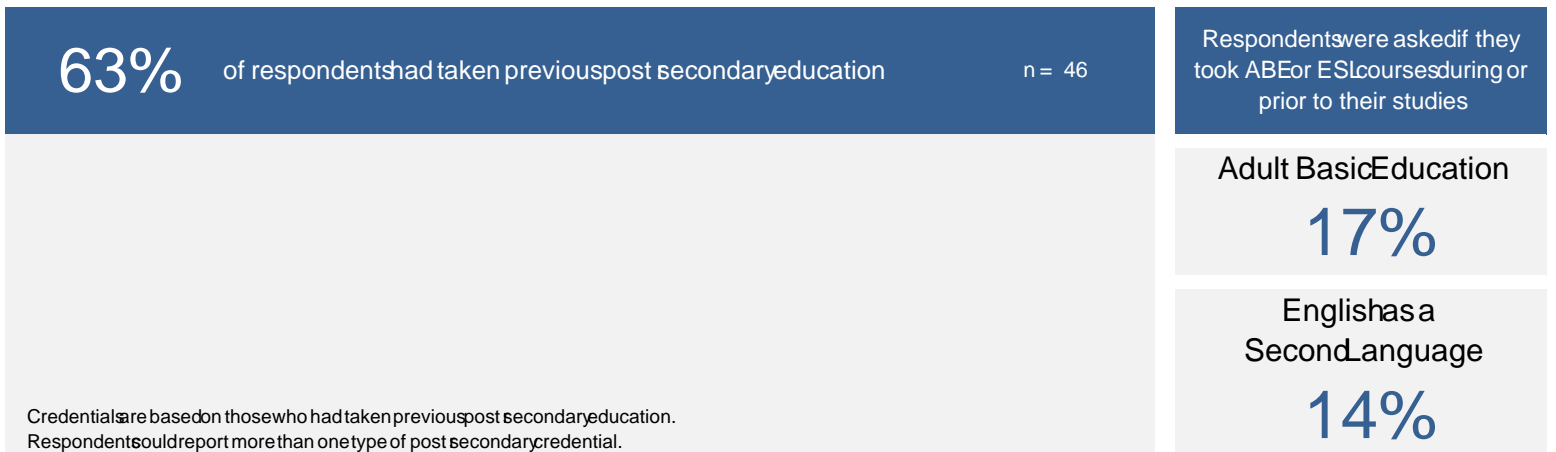 63% of respondents had taken previous post secondary education n = 46
Respondents were asked if they
took ABE or ESL courses during or
prior to their studies
Adult Basic Education
17%
English as a
Second Language
14%
Credentials are based on those who had taken previous post secondary education.
Respondents could report more than one type of post secondary credential.